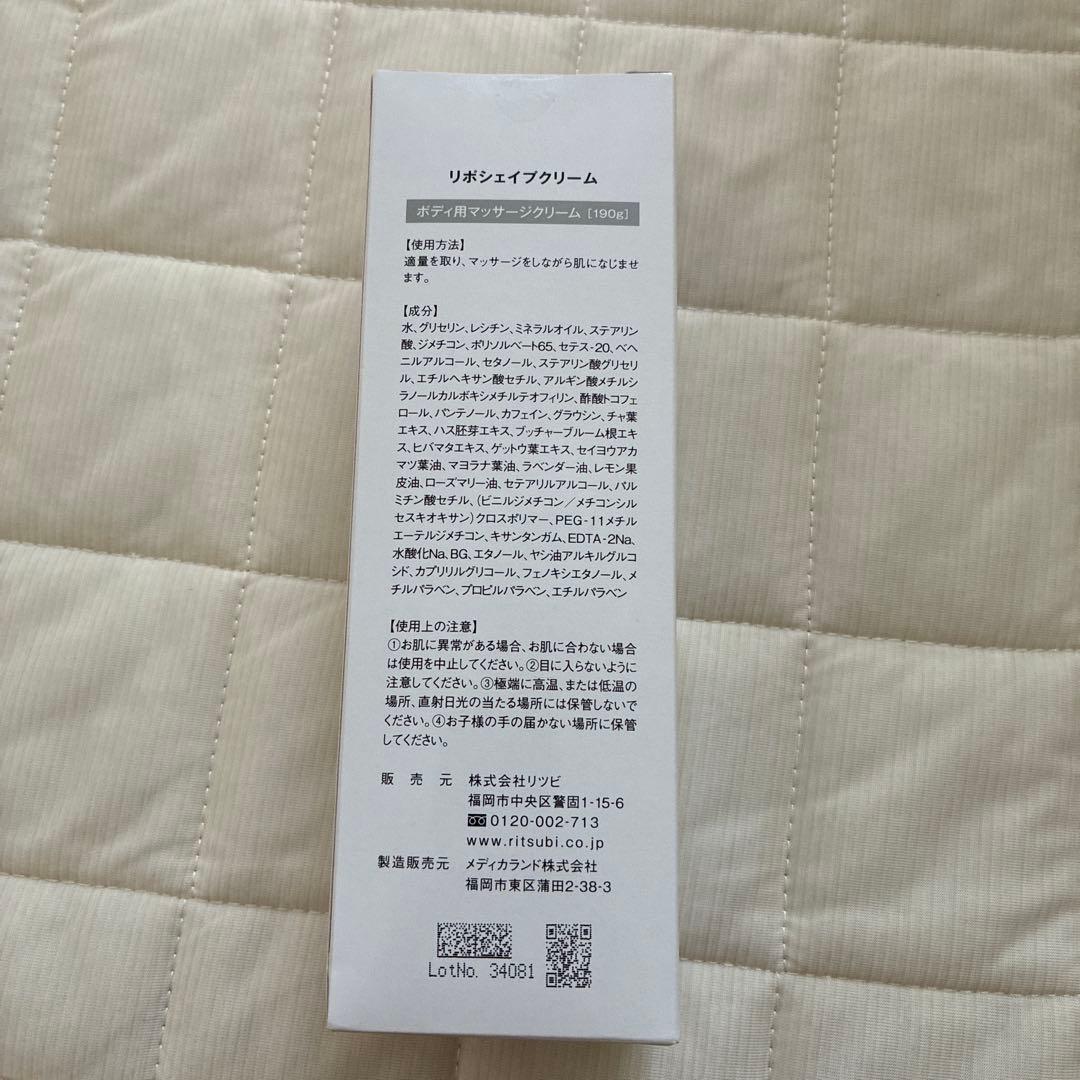 リポシェイプクリーム
ボディ用マッサージクリーム［190g］
【使用方法】
適量を取り、マッサージをしながら肌になじませ
ます。
【成分】
水、グリセリン、レシチン、ミネラルオイル、ステアリン
酸、ジメチコン、ポリソルベート65、セテス-20、ベヘ
ニルアルコール、セタノール、ステアリン酸グリセリ
ル、エチルヘキサン酸セチル、アルギン酸メチルシ
ラノールカルボキシメチルテオフィリン、酢酸トコフェ
ロール、パンテノール、カフェイン、グラウシン、チャ葉
エキス、ハス胚芽エキス、ブッチャーブルーム根エキ
ス、ヒバマタエキス、ゲットウ葉エキス、セイヨウアカ
マツ葉油、マヨラナ葉油、ラベンダー油、レモン果
皮油、ローズマリー油、セテアリルアルコール、パル
ミチン酸セチル、（ビニルジメチコン／メチコンシル
セスキオキサン）クロスポリマー、PEG-11メチル
エーテルジメチコン、キサンタンガム、EDTA-2Na、
水酸化Na、BG、エタノール、ヤシ油アルキルグルコ
シド、カプリリルグリコール、フェノキシエタノール、メ
チルパラベン、プロピルパラベン、エチルパラベン
【使用上の注意】
①お肌に異常がある場合、お肌に合わない場合
は使用を中止してください。②目に入らないように
注意してください。③極端に高温、または低温の
場所、直射日光の当たる場所には保管しないで
ください。④お子様の手の届かない場所に保管
してください。
販売元 株式会社リツビ
福岡市中央区警固1-15-6
0120-002-713
www.ritsubi.co.jp
製造販売元 メディカランド株式会社
福岡市東区蒲田2-38-3
LotNo. 34081